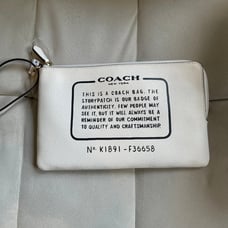 COACH
NEW YORK
THIS IS A COACH BAG. THE
STORYPATCH IS OUR BADGE OF
AUTHENTICITY. FEW PEOPLE MAY
SEE IT, BUT IT WILL ALWAYS BE A
REMINDER OF OUR COMMITMENT
TO QUALITY AND CRAFTSMANSHIP.
No K1891-F36658